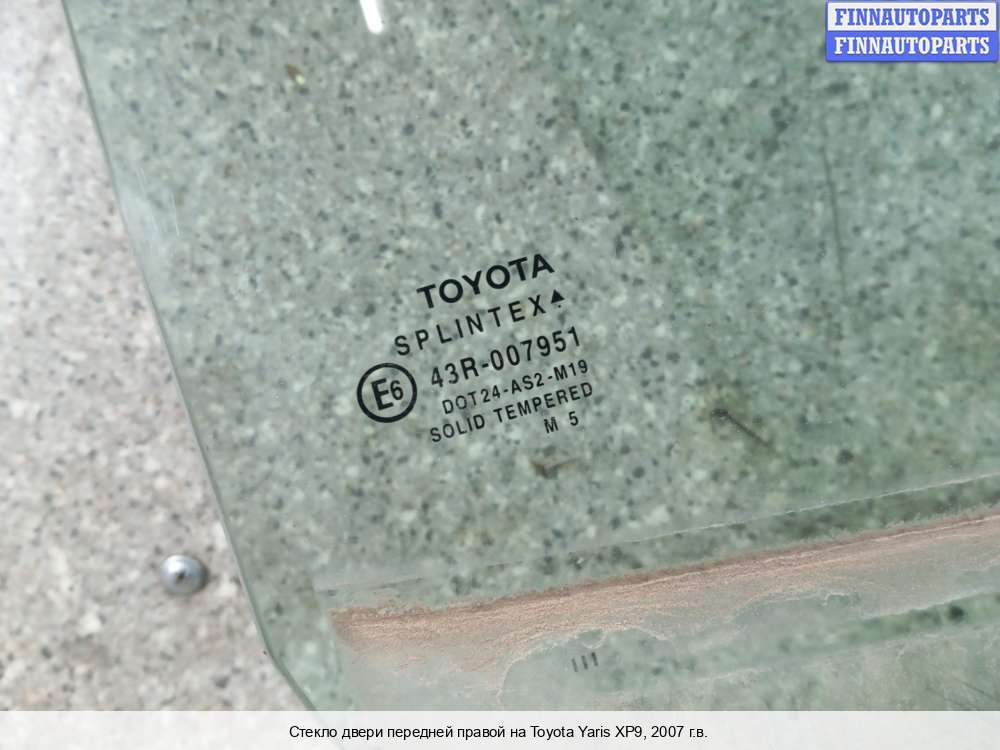 FINNAUTOPARTS
FINNAUTOPARTS
TOYOTA
SPLINTEX▲
E6 43R-007951
DOT24-AS2-M19
SOLID TEMPERED
M 5
Стекло двери передней правой на Toyota Yaris XP9, 2007 г.в.